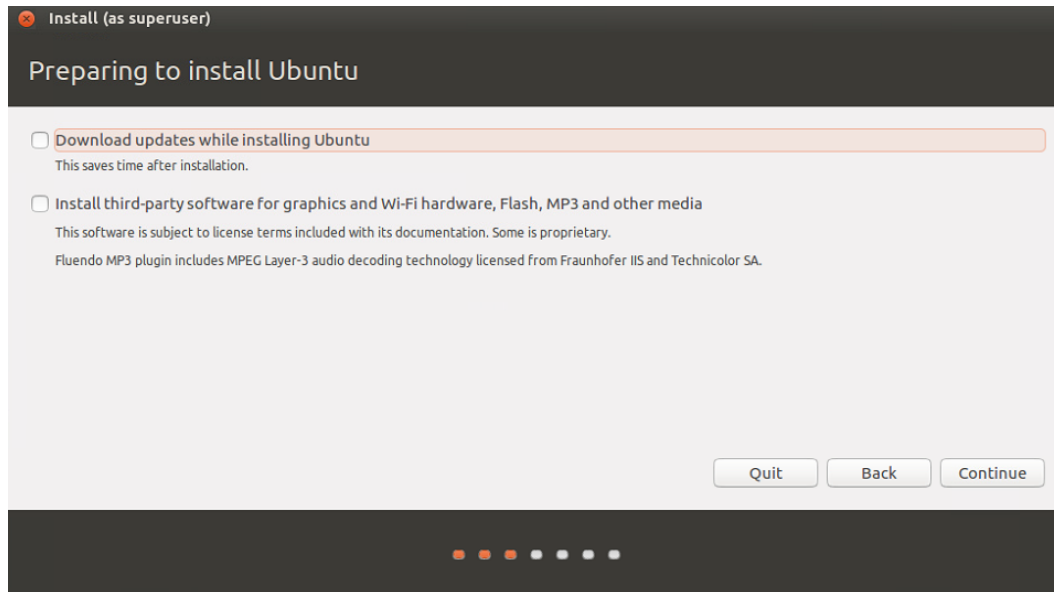 Install (as superuser)
Preparing to install Ubuntu
Download updates while installing Ubuntu
This saves time after installation.
Install third-party software for graphics and Wi-Fi hardware, Flash, MP3 and other media
This software is subject to license terms included with its documentation. Some is proprietary.
Fluendo MP3 plugin includes MPEG Layer-3 audio decoding technology licensed from Fraunhofer IIS and Technicolor SA.
Quit Back Continue